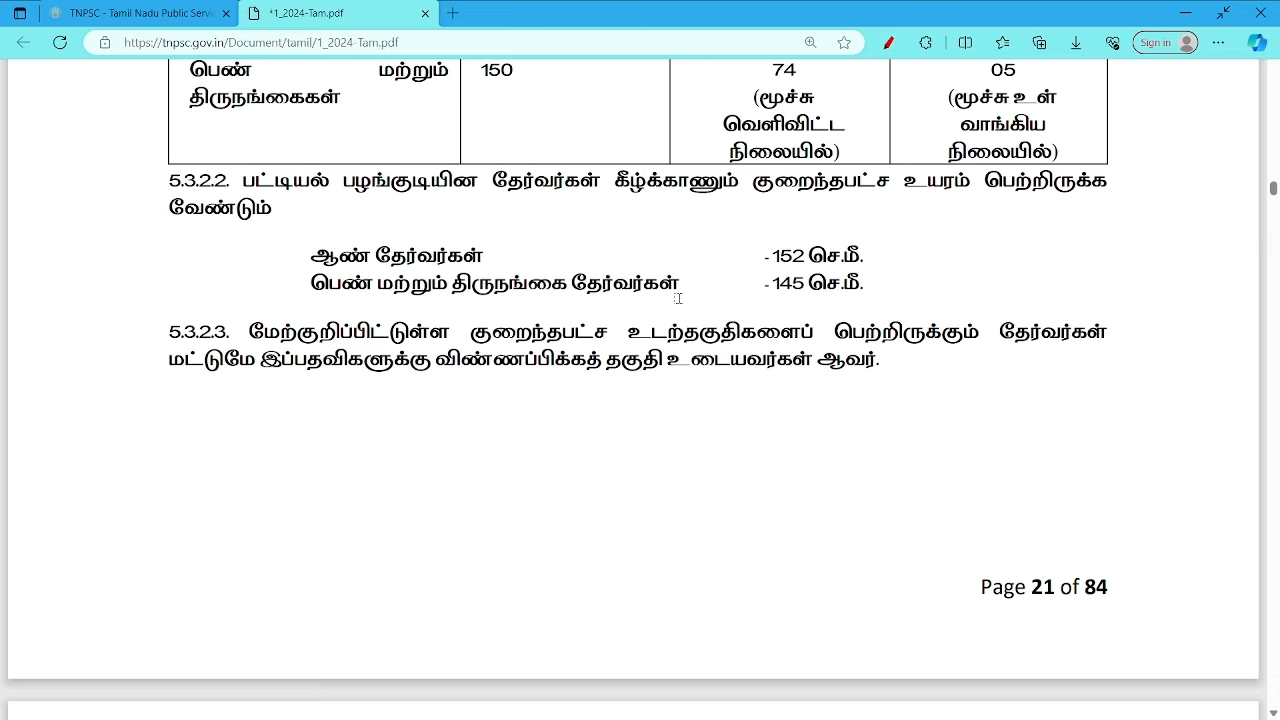 TNPSC - Tamil Nadu Public Servi
*1_2024-Tam.pdf
https://tnpsc.gov.in/Document/tamil/1_2024-Tam.pdf
Sign in
பெண் மற்றும் திருநங்கைகள்
150
74
(மூச்சு
வெளிவிட்ட
நிலையில்)
05
(மூச்சு உள்
வாங்கிய
நிலையில்)
5.3.2.2. பட்டியல் பழங்குடியின தேர்வர்கள் கீழ்க்காணும் குறைந்தபட்ச உயரம் பெற்றிருக்க
வேண்டும்
ஆண் தேர்வர்கள் - 152 செ.மீ.
பெண் மற்றும் திருநங்கை தேர்வர்கள் - 145 செ.மீ.
5.3.2.3. மேற்குறிப்பிட்டுள்ள குறைந்தபட்ச உடற்தகுதிகளைப் பெற்றிருக்கும் தேர்வர்கள்
மட்டுமே இப்பதவிகளுக்கு விண்ணப்பிக்கத் தகுதி உடையவர்கள் ஆவர்.
Page 21 of 84